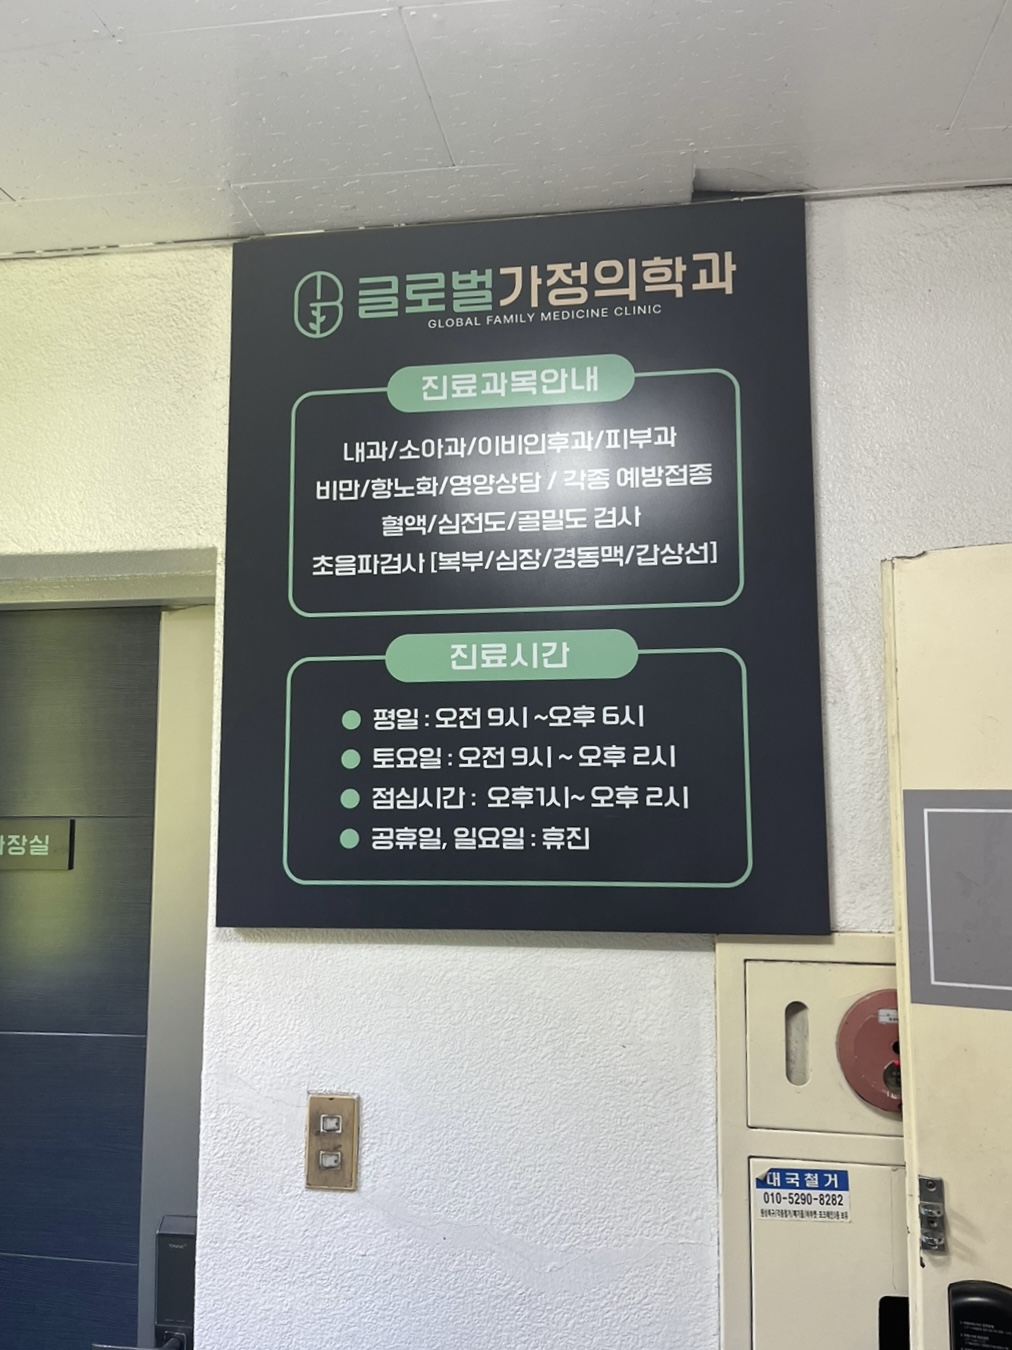 글로벌가정의학과
GLOBAL FAMILY MEDICINE CLINIC
진료과목안내
내과/소아과/이비인후과/피부과
비만/항노화/영양상담 / 각종 예방접종
혈액/심전도/골밀도 검사
초음파검사 [복부/심장/경동맥/갑상선]
진료시간
평일 : 오전 9시 ~오후 6시
토요일 : 오전 9시 ~ 오후 2시
점심시간 : 오후1시~ 오후 2시
공휴일, 일요일 : 휴진
장실
대국철거
010-5290-8282